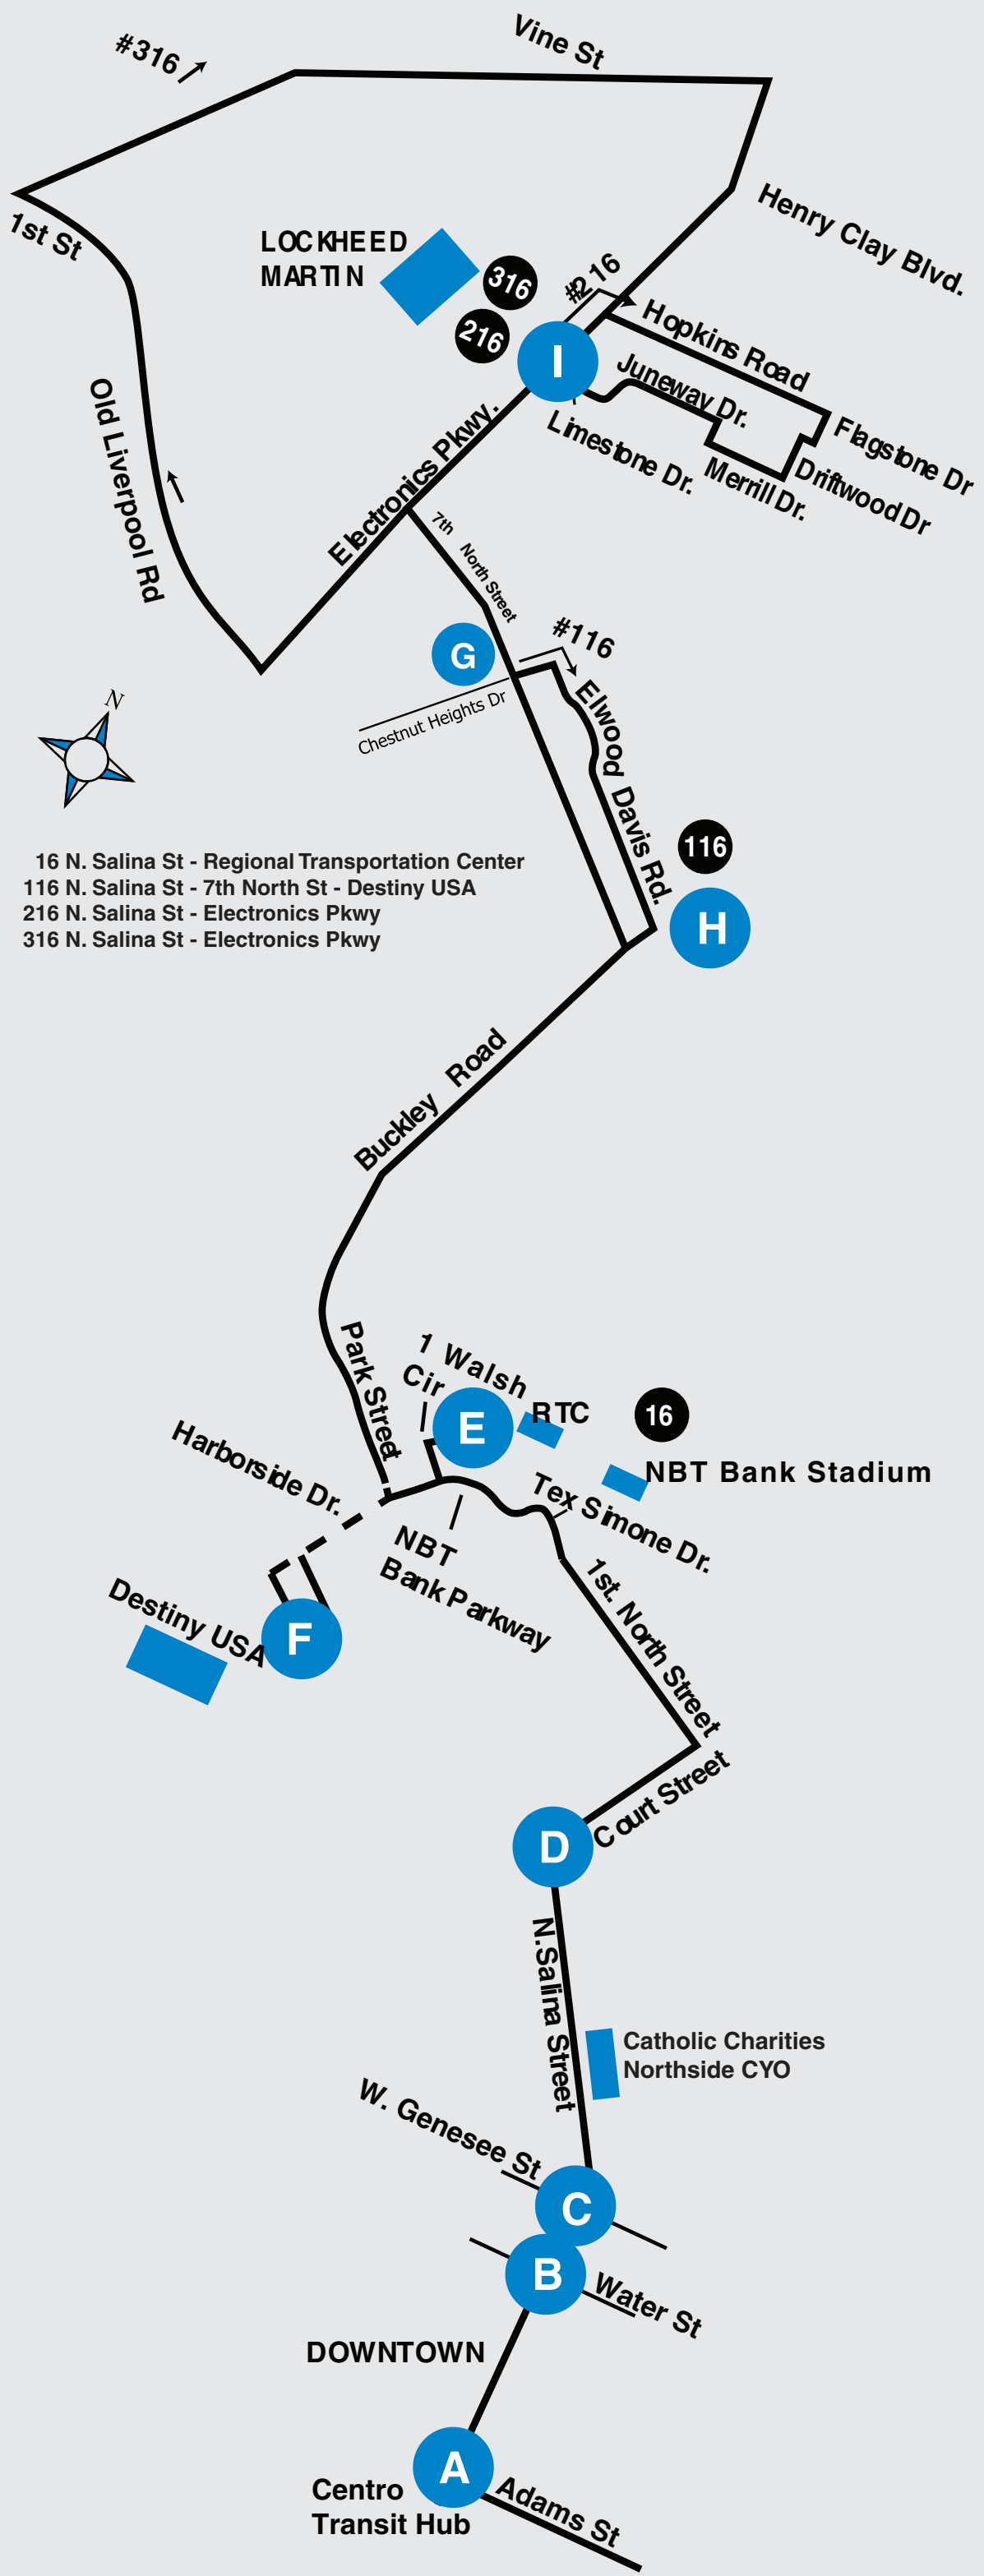 Vine St
#316
Henry Clay Blvd.
1st St
LOCKHEED
MARTIN
316
216
#216
I
Hopkins Road
Juneway Dr.
Limestone Dr.
Flagstone Dr
Merrill Dr.
Driftwood Dr
Old Liverpool Rd
Electronics Pkwy.
7th North Street
G
#116
Chestnut Heights Dr
Elwood Davis Rd.
N
116
H
16 N. Salina St - Regional Transportation Center
116 N. Salina St - 7th North St - Destiny USA
216 N. Salina St - Electronics Pkwy
316 N. Salina St - Electronics Pkwy
Buckley Road
Park Street
1 Walsh
Cir
E
RTC
16
NBT Bank Stadium
Harborside Dr.
Tex Simone Dr.
NBT
Bank Parkway
1st. North Street
Destiny USA
F
Court Street
D
N.Salina Street
Catholic Charities
Northside CYO
W. Genesee St
C
B
Water St
DOWNTOWN
A
Centro
Transit Hub
Adams St